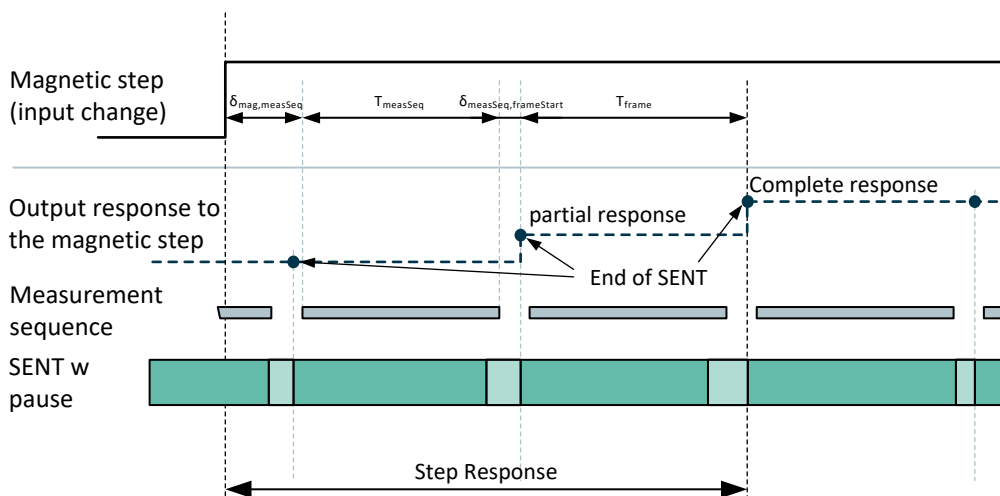 Magnetic step
(input change)
δmag,measSeq
TmeasSeq
δmeasSeq,frameStart
Tframe
Output response to
the magnetic step
partial response
Complete response
End of SENT
Measurement
sequence
SENT w
pause
Step Response